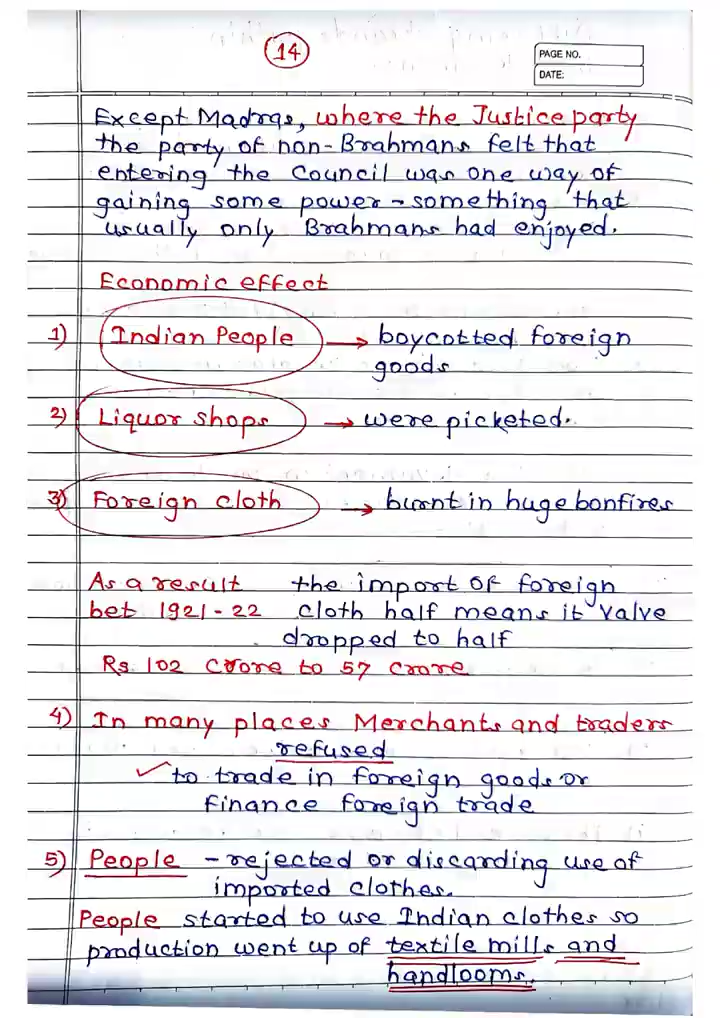 14
PAGE NO.
DATE:
Except Madras, where the Justice party
the party of non-Brahmans felt that
entering the Council was one way of
gaining some power - something that
usually only Brahmans had enjoyed.
Economic effect
1) Indian People → boycotted foreign
goods
2) Liquor shops → were picketed.
3) Foreign cloth → burnt in huge bonfires
As a result the import of foreign
bet 1921-22 cloth half means it valve
dropped to half
Rs. 102 Crore to 57 Crore
4) In many places Merchants and traders
refused
✓ to trade in foreign goods or
finance foreign trade
5) People - rejected or discarding use of
imported clothes.
People started to use Indian clothes so
production went up of textile mills and
handlooms.